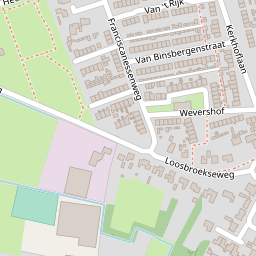 Van 't Rijk
Franciscanessenweg
Van Binsbergenstraat
Kerkhoflaan
Wevershof
Loosbroekseweg